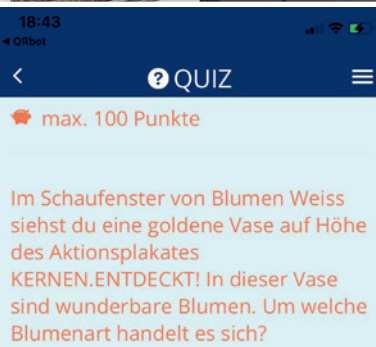 18:43
◀ QRbot
? QUIZ
max. 100 Punkte
Im Schaufenster von Blumen Weiss
siehst du eine goldene Vase auf Höhe
des Aktionsplakates
KERNEN.ENTDECKT! In dieser Vase
sind wunderbare Blumen. Um welche
Blumenart handelt es sich?